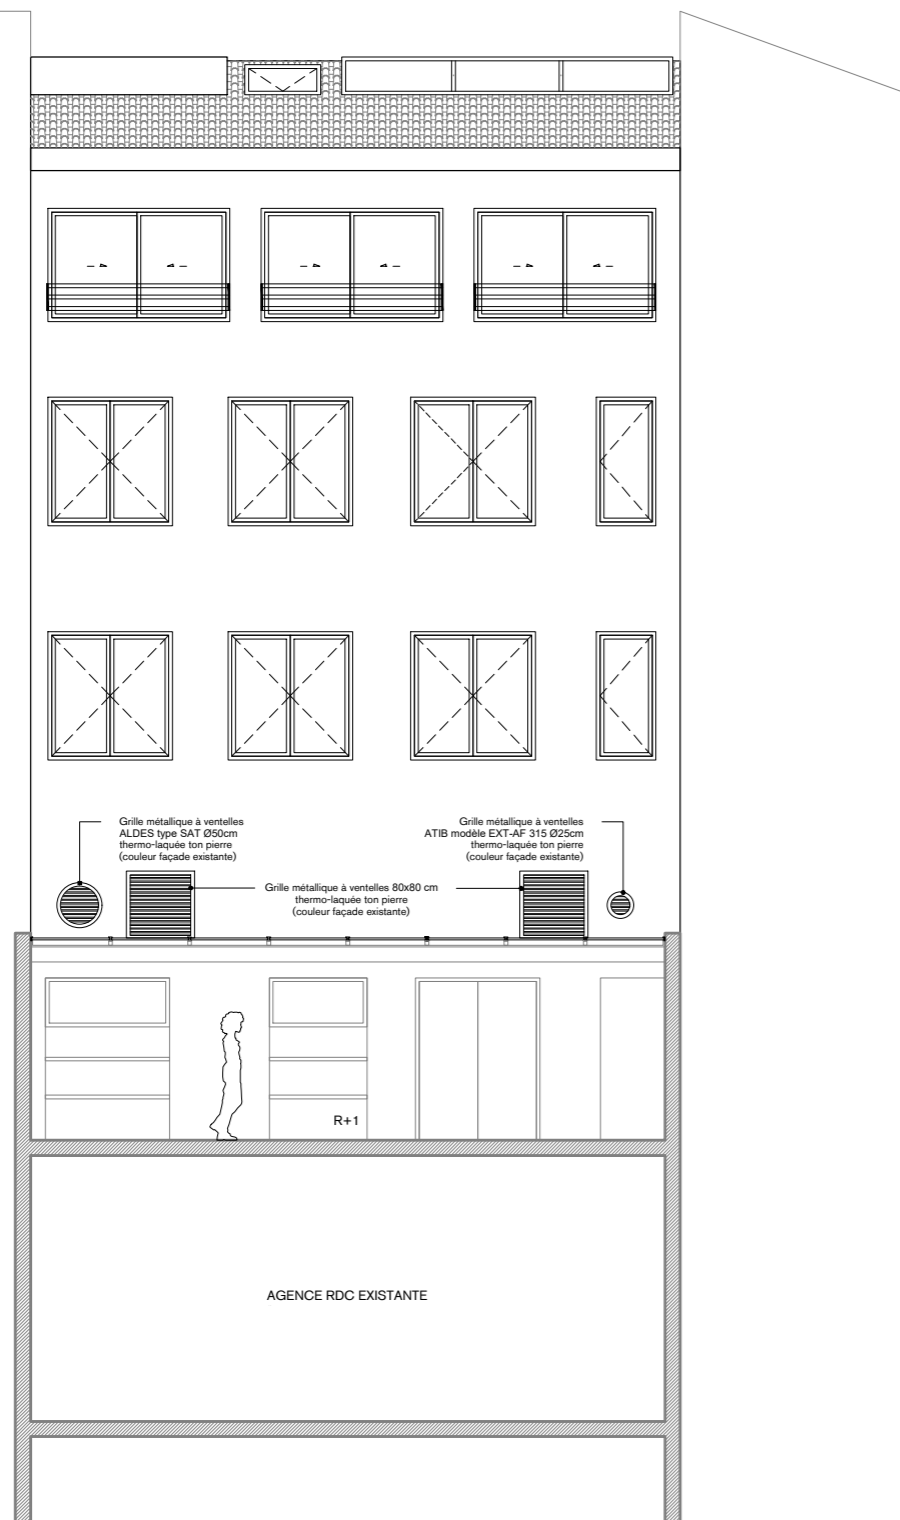 Grille métallique à ventelles
ALDES type SAT Ø50cm
thermo-laquée ton pierre
(couleur façade existante)
Grille métallique à ventelles
ATIB modèle EXT-AF 315 Ø25cm
thermo-laquée ton pierre
(couleur façade existante)
Grille métallique à ventelles 80x80 cm
thermo-laquée ton pierre
(couleur façade existante)
R+1
AGENCE RDC EXISTANTE